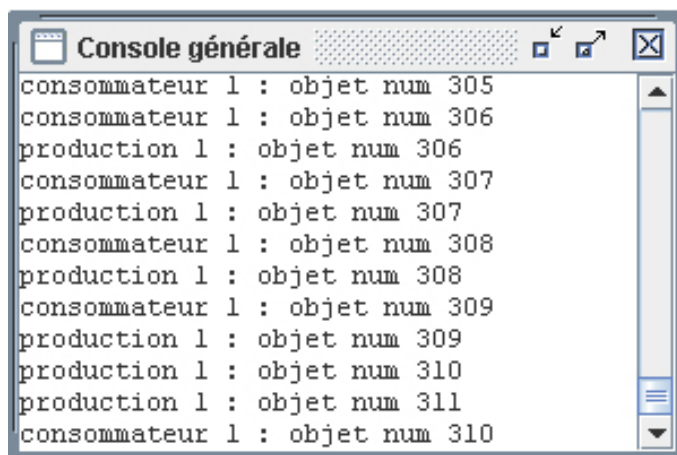 Console générale
consommateur 1 : objet num 305
consommateur 1 : objet num 306
production 1 : objet num 306
consommateur 1 : objet num 307
production 1 : objet num 307
consommateur 1 : objet num 308
production 1 : objet num 308
consommateur 1 : objet num 309
production 1 : objet num 309
production 1 : objet num 310
production 1 : objet num 311
consommateur 1 : objet num 310